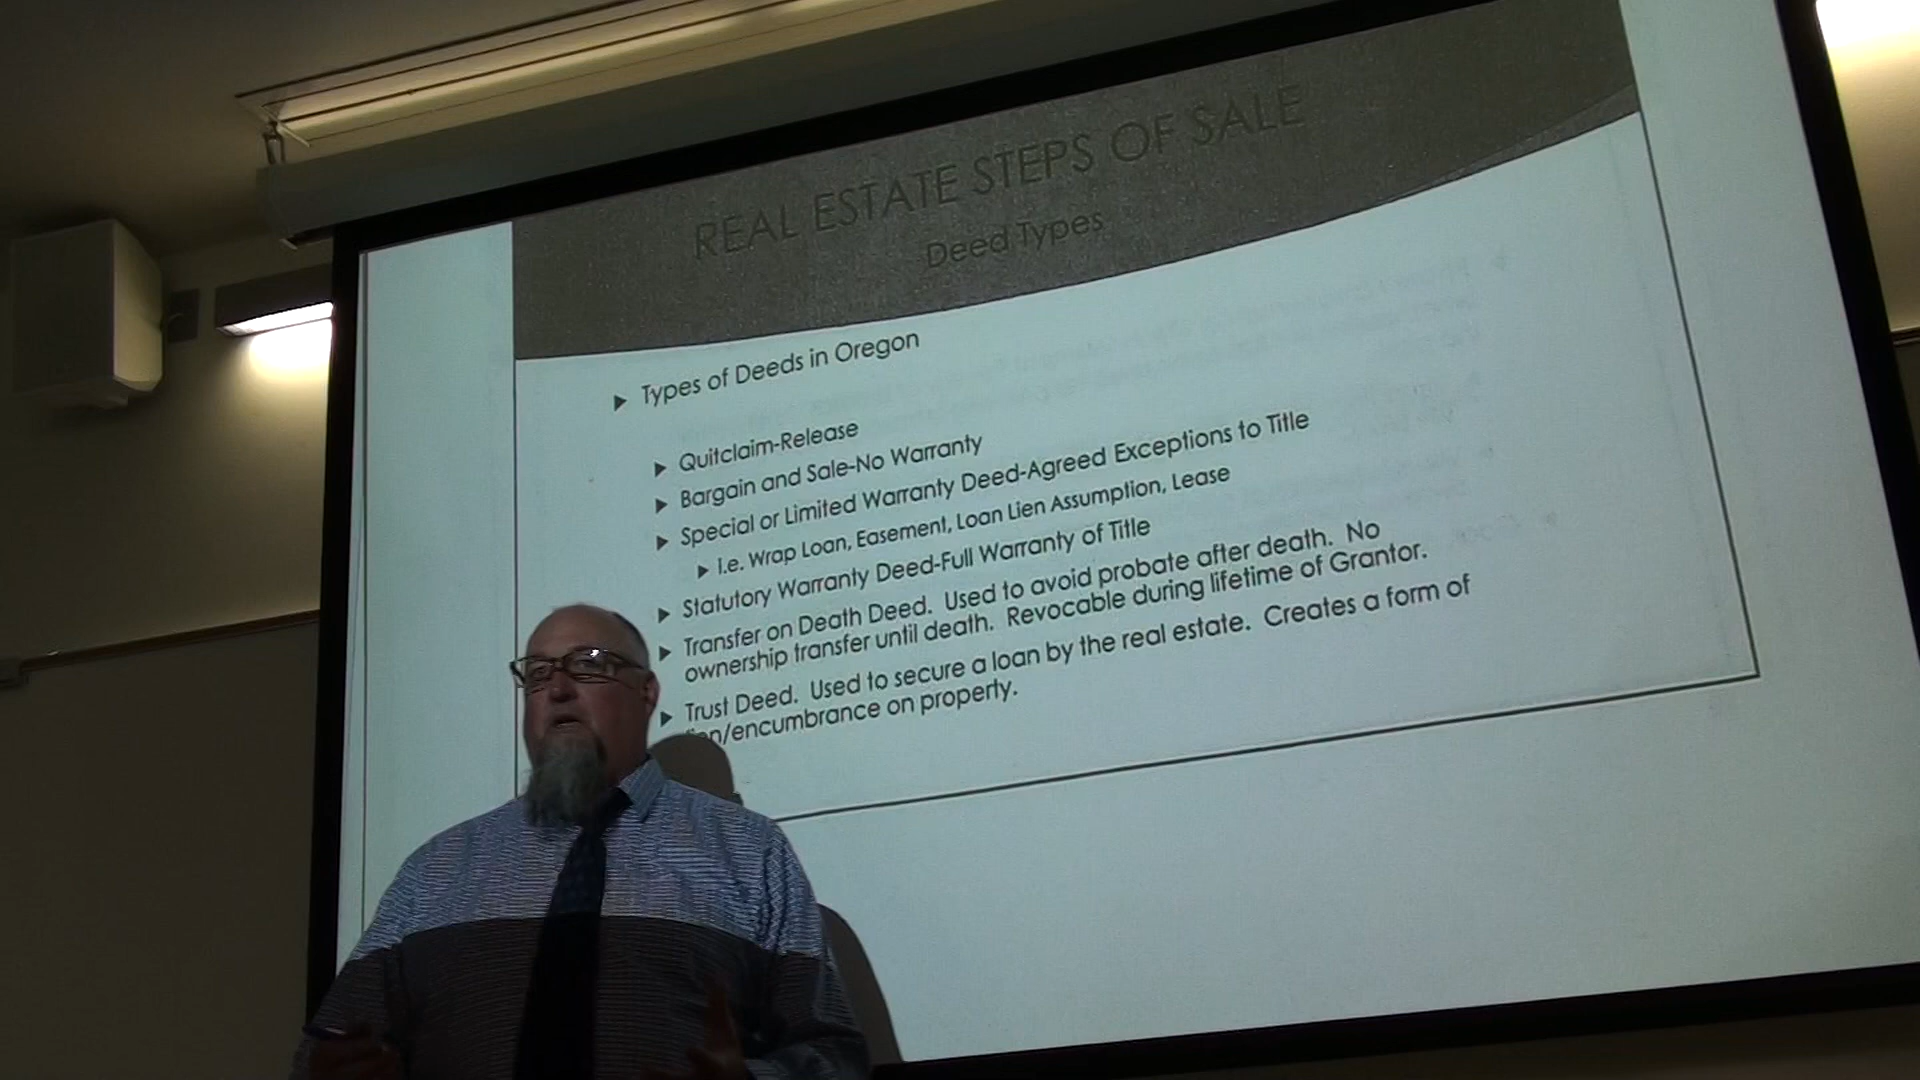 REAL ESTATE STEPS OF SALE
Deed Types
▶ Types of Deeds in Oregon
▶ Quitclaim-Release
▶ Bargain and Sale-No Warranty
▶ Special or Limited Warranty Deed-Agreed Exceptions to Title
▶ I.e. Wrap Loan, Easement, Loan Lien Assumption, Lease
▶ Statutory Warranty Deed-Full Warranty of Title
▶ Transfer on Death Deed. Used to avoid probate after death. No
ownership transfer until death. Revocable during lifetime of Grantor.
▶ Trust Deed. Used to secure a loan by the real estate. Creates a form of
lien/encumbrance on property.